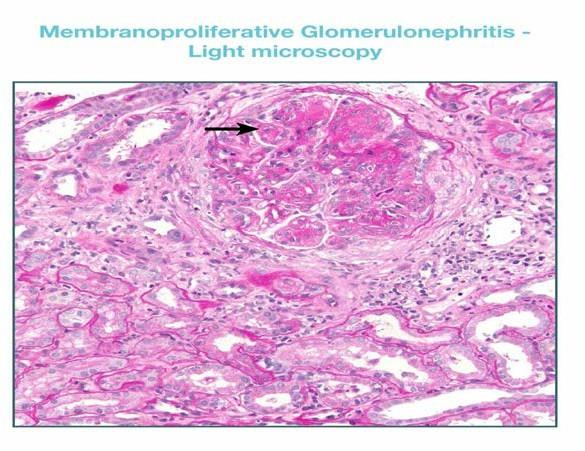 Membranoproliferative Glomerulonephritis -
Light microscopy